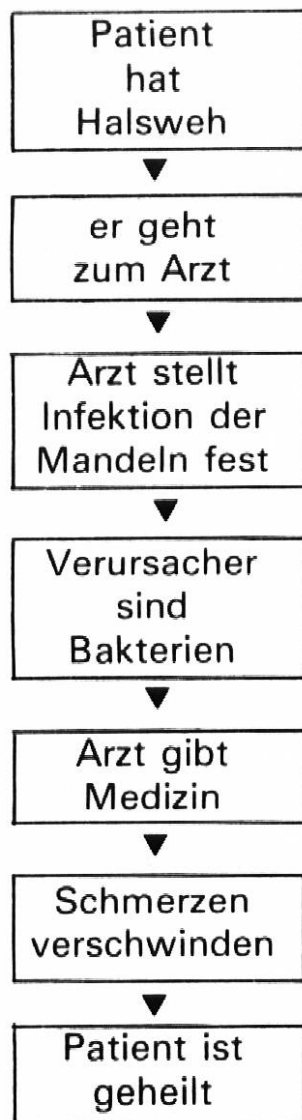 Patient
hat
Halsweh
er geht
zum Arzt
Arzt stellt
Infektion der
Mandeln fest
Verursacher
sind
Bakterien
Arzt gibt
Medizin
Schmerzen
verschwinden
Patient ist
geheilt